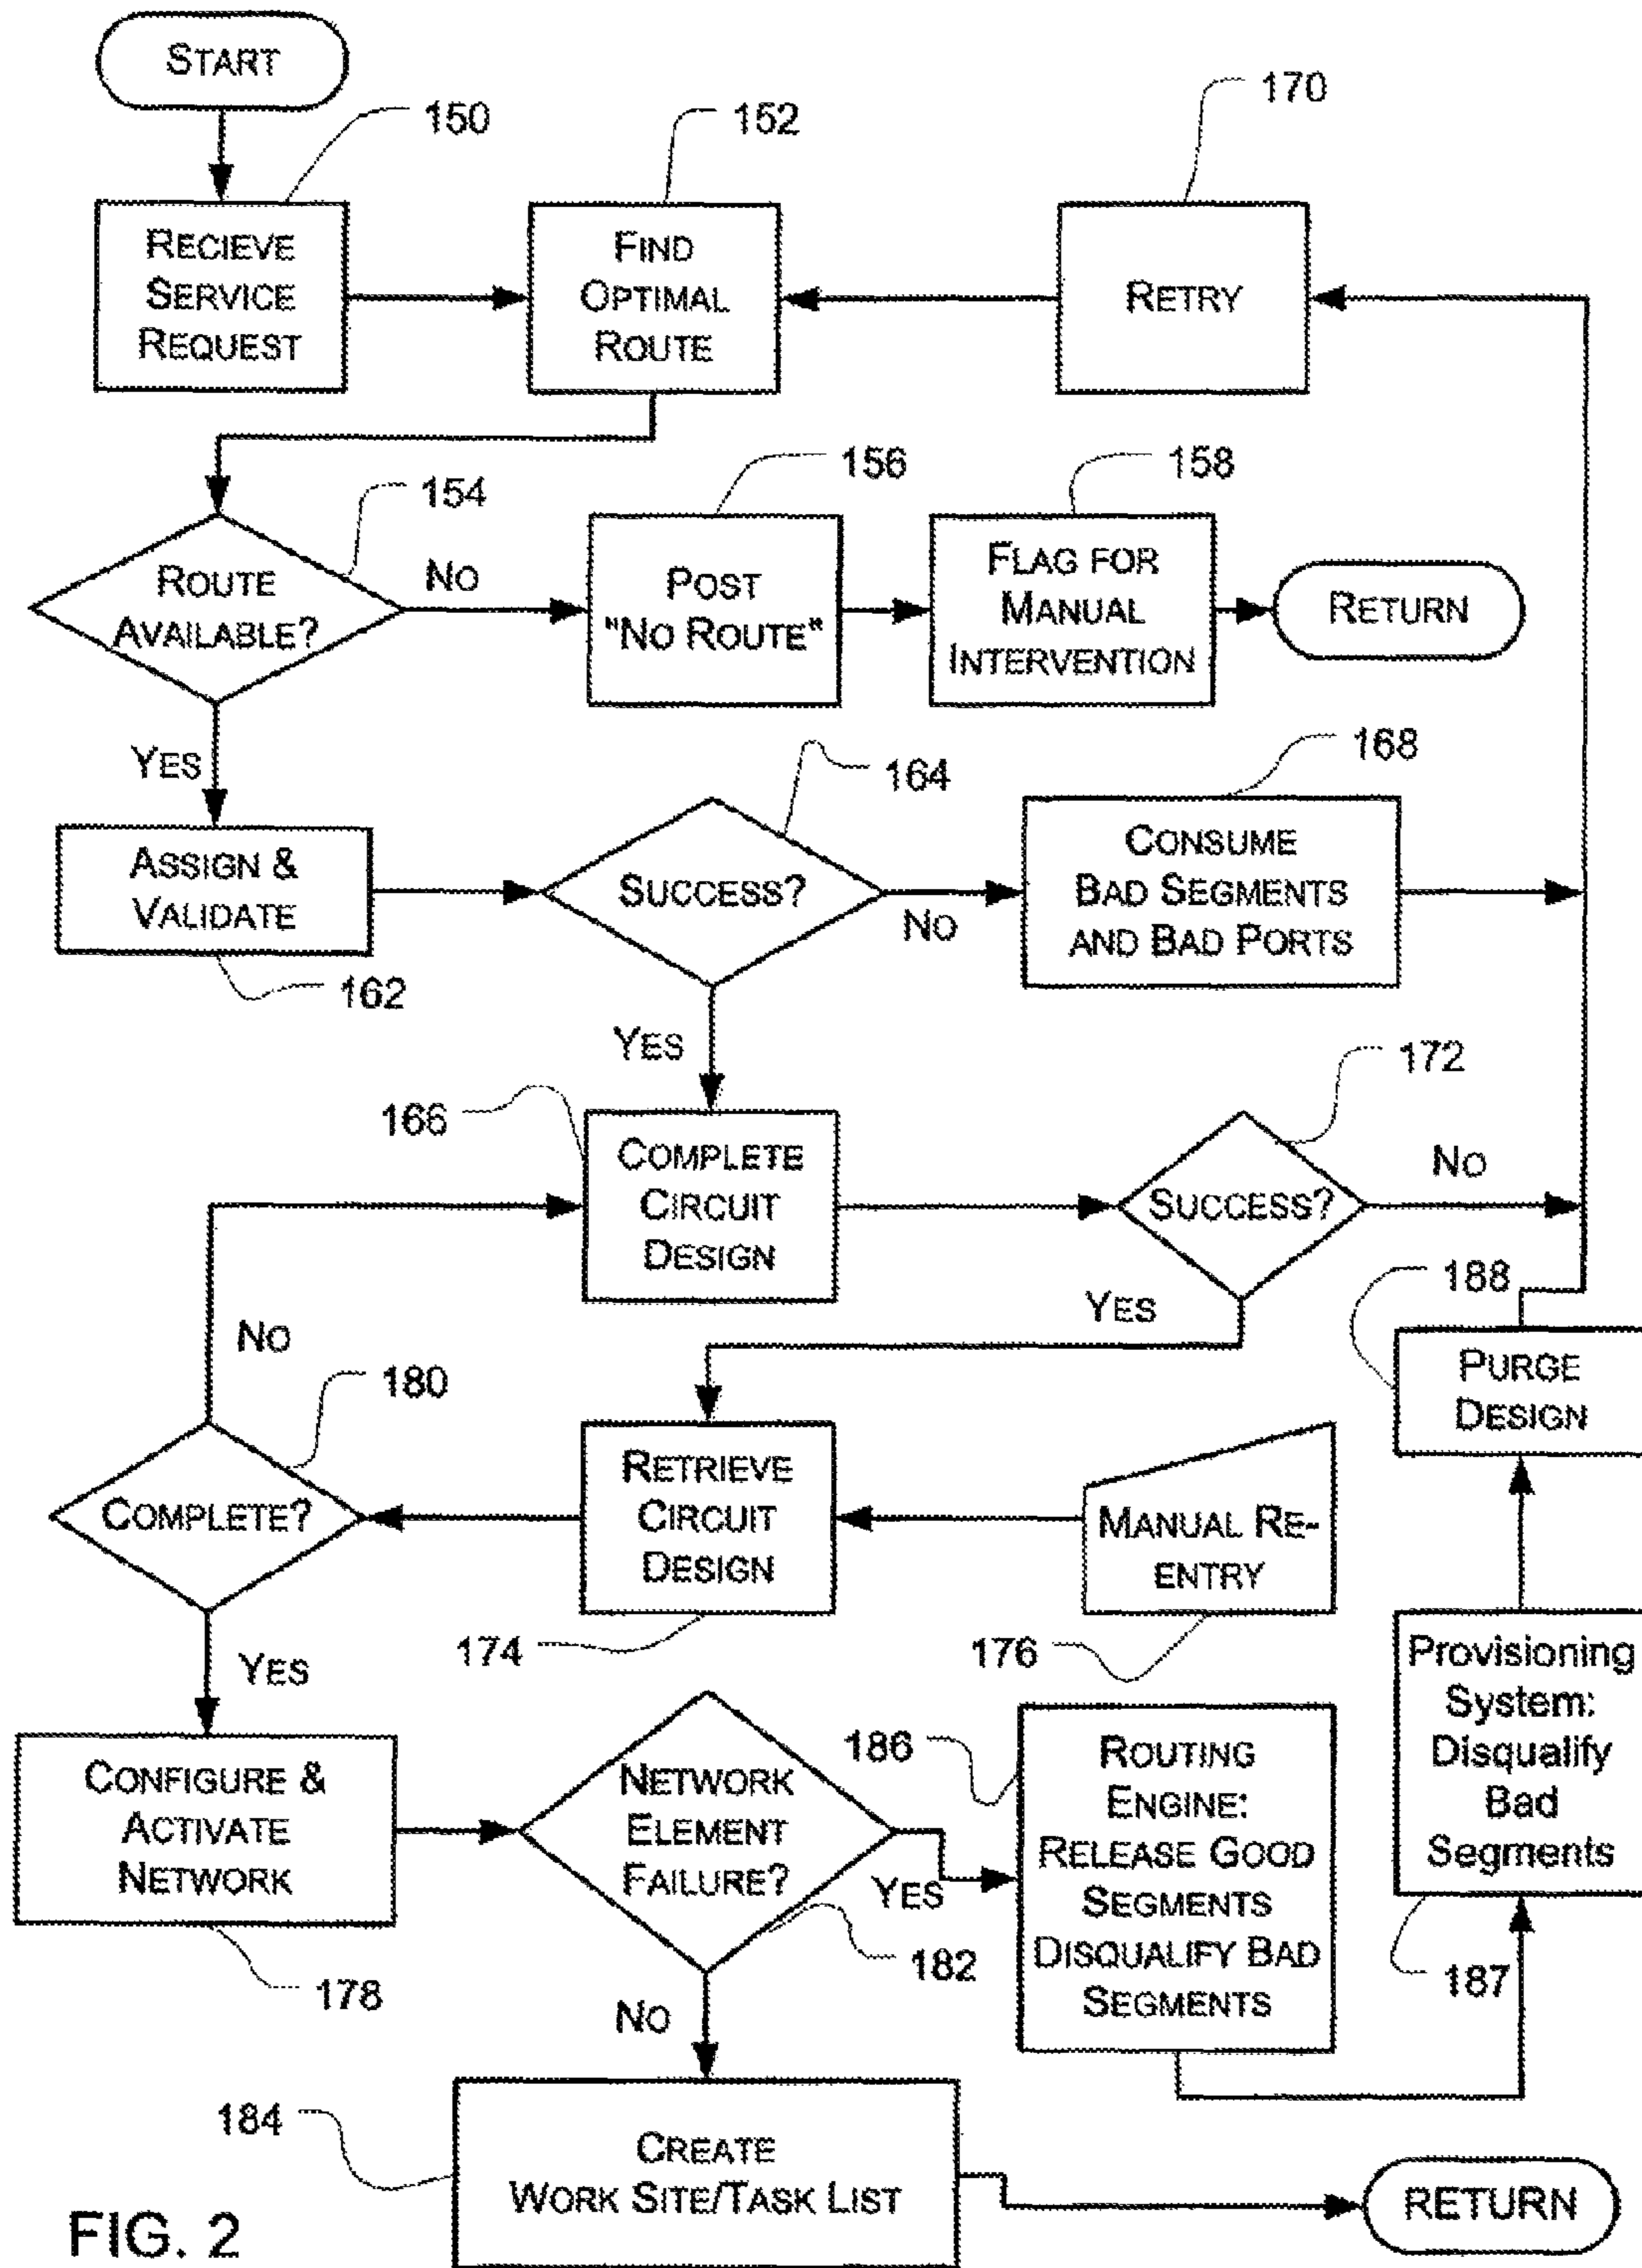 START
150
152
170
RECIEVE
SERVICE
REQUEST
FIND
OPTIMAL
ROUTE
RETRY
154
156
158
ROUTE
AVAILABLE?
NO
POST
"NO ROUTE"
FLAG FOR
MANUAL
INTERVENTION
RETURN
YES
164
168
ASSIGN &
VALIDATE
162
SUCCESS?
NO
CONSUME
BAD SEGMENTS
AND BAD PORTS
YES
172
166
COMPLETE
CIRCUIT
DESIGN
SUCCESS?
NO
YES
188
NO
180
PURGE
DESIGN
COMPLETE?
RETRIEVE
CIRCUIT
DESIGN
MANUAL RE-
ENTRY
174
176
YES
Provisioning
System:
Disqualify
Bad
Segments
187
CONFIGURE &
ACTIVATE
NETWORK
178
NETWORK
ELEMENT
FAILURE?
YES
182
186
ROUTING
ENGINE:
RELEASE GOOD
SEGMENTS
DISQUALIFY BAD
SEGMENTS
NO
184
CREATE
WORK SITE/TASK LIST
RETURN
FIG. 2